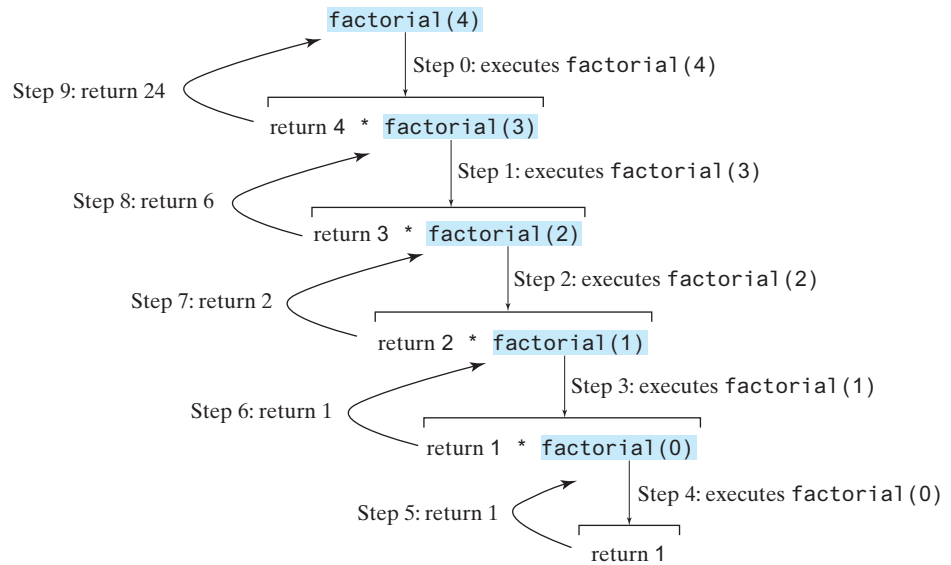 factorial(4)
Step 0: executes factorial(4)
Step 9: return 24
return 4 * factorial(3)
Step 1: executes factorial(3)
Step 8: return 6
return 3 * factorial(2)
Step 2: executes factorial(2)
Step 7: return 2
return 2 * factorial(1)
Step 3: executes factorial(1)
Step 6: return 1
return 1 * factorial(0)
Step 4: executes factorial(0)
Step 5: return 1
return 1